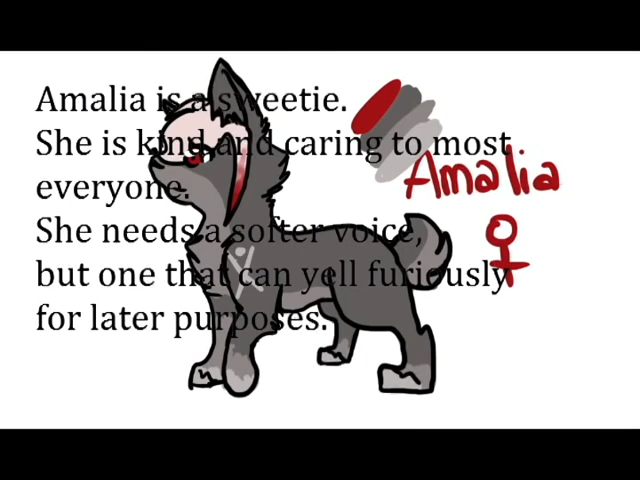 Amalia is a sweetie.
She is kind and caring to most
everyone.
She needs a softer voice,
but one that can yell furiously
for later purposes.
Amalia